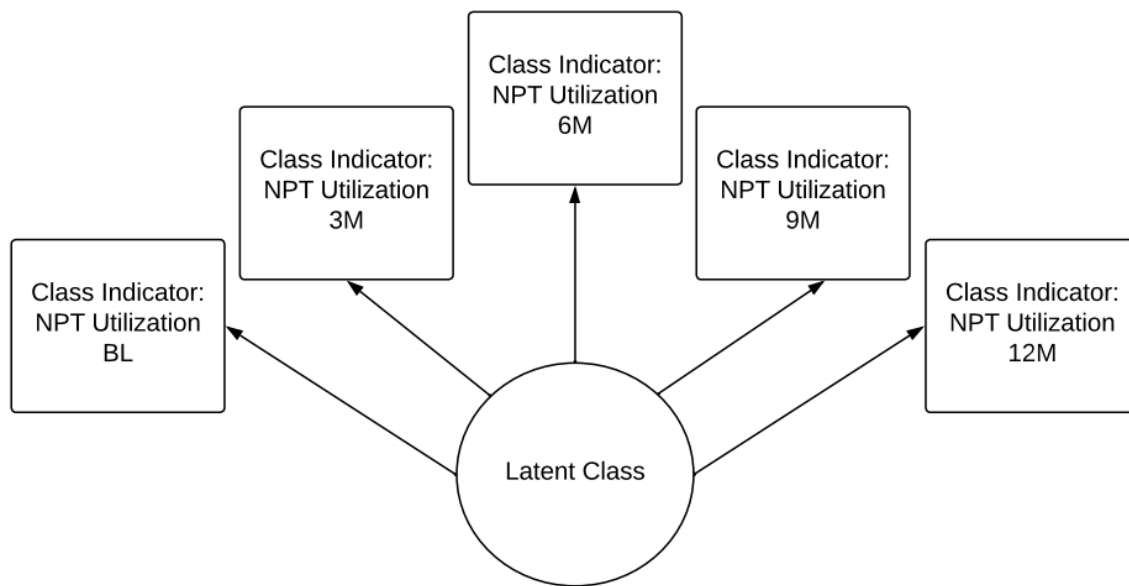 Class Indicator:
NPT Utilization
6M
Class Indicator:
NPT Utilization
3M
Class Indicator:
NPT Utilization
9M
Class Indicator:
NPT Utilization
BL
Class Indicator:
NPT Utilization
12M
Latent Class